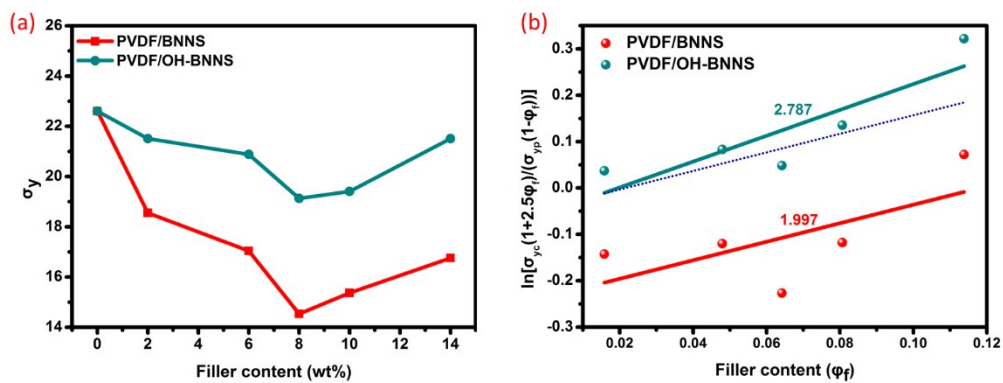 (a)
26
24
22
20
18
16
14
σy
0 2 4 6 8 10 12 14
Filler content (wt%)
PVDF/BNNS
PVDF/OH-BNNS
(b)
0.3
0.2
0.1
0.0
-0.1
-0.2
-0.3
ln[σyc(1+2.5φf)/(σyp(1-φf))]
PVDF/BNNS
PVDF/OH-BNNS
2.787
1.997
0.02 0.04 0.06 0.08 0.10 0.12
Filler content (φf)